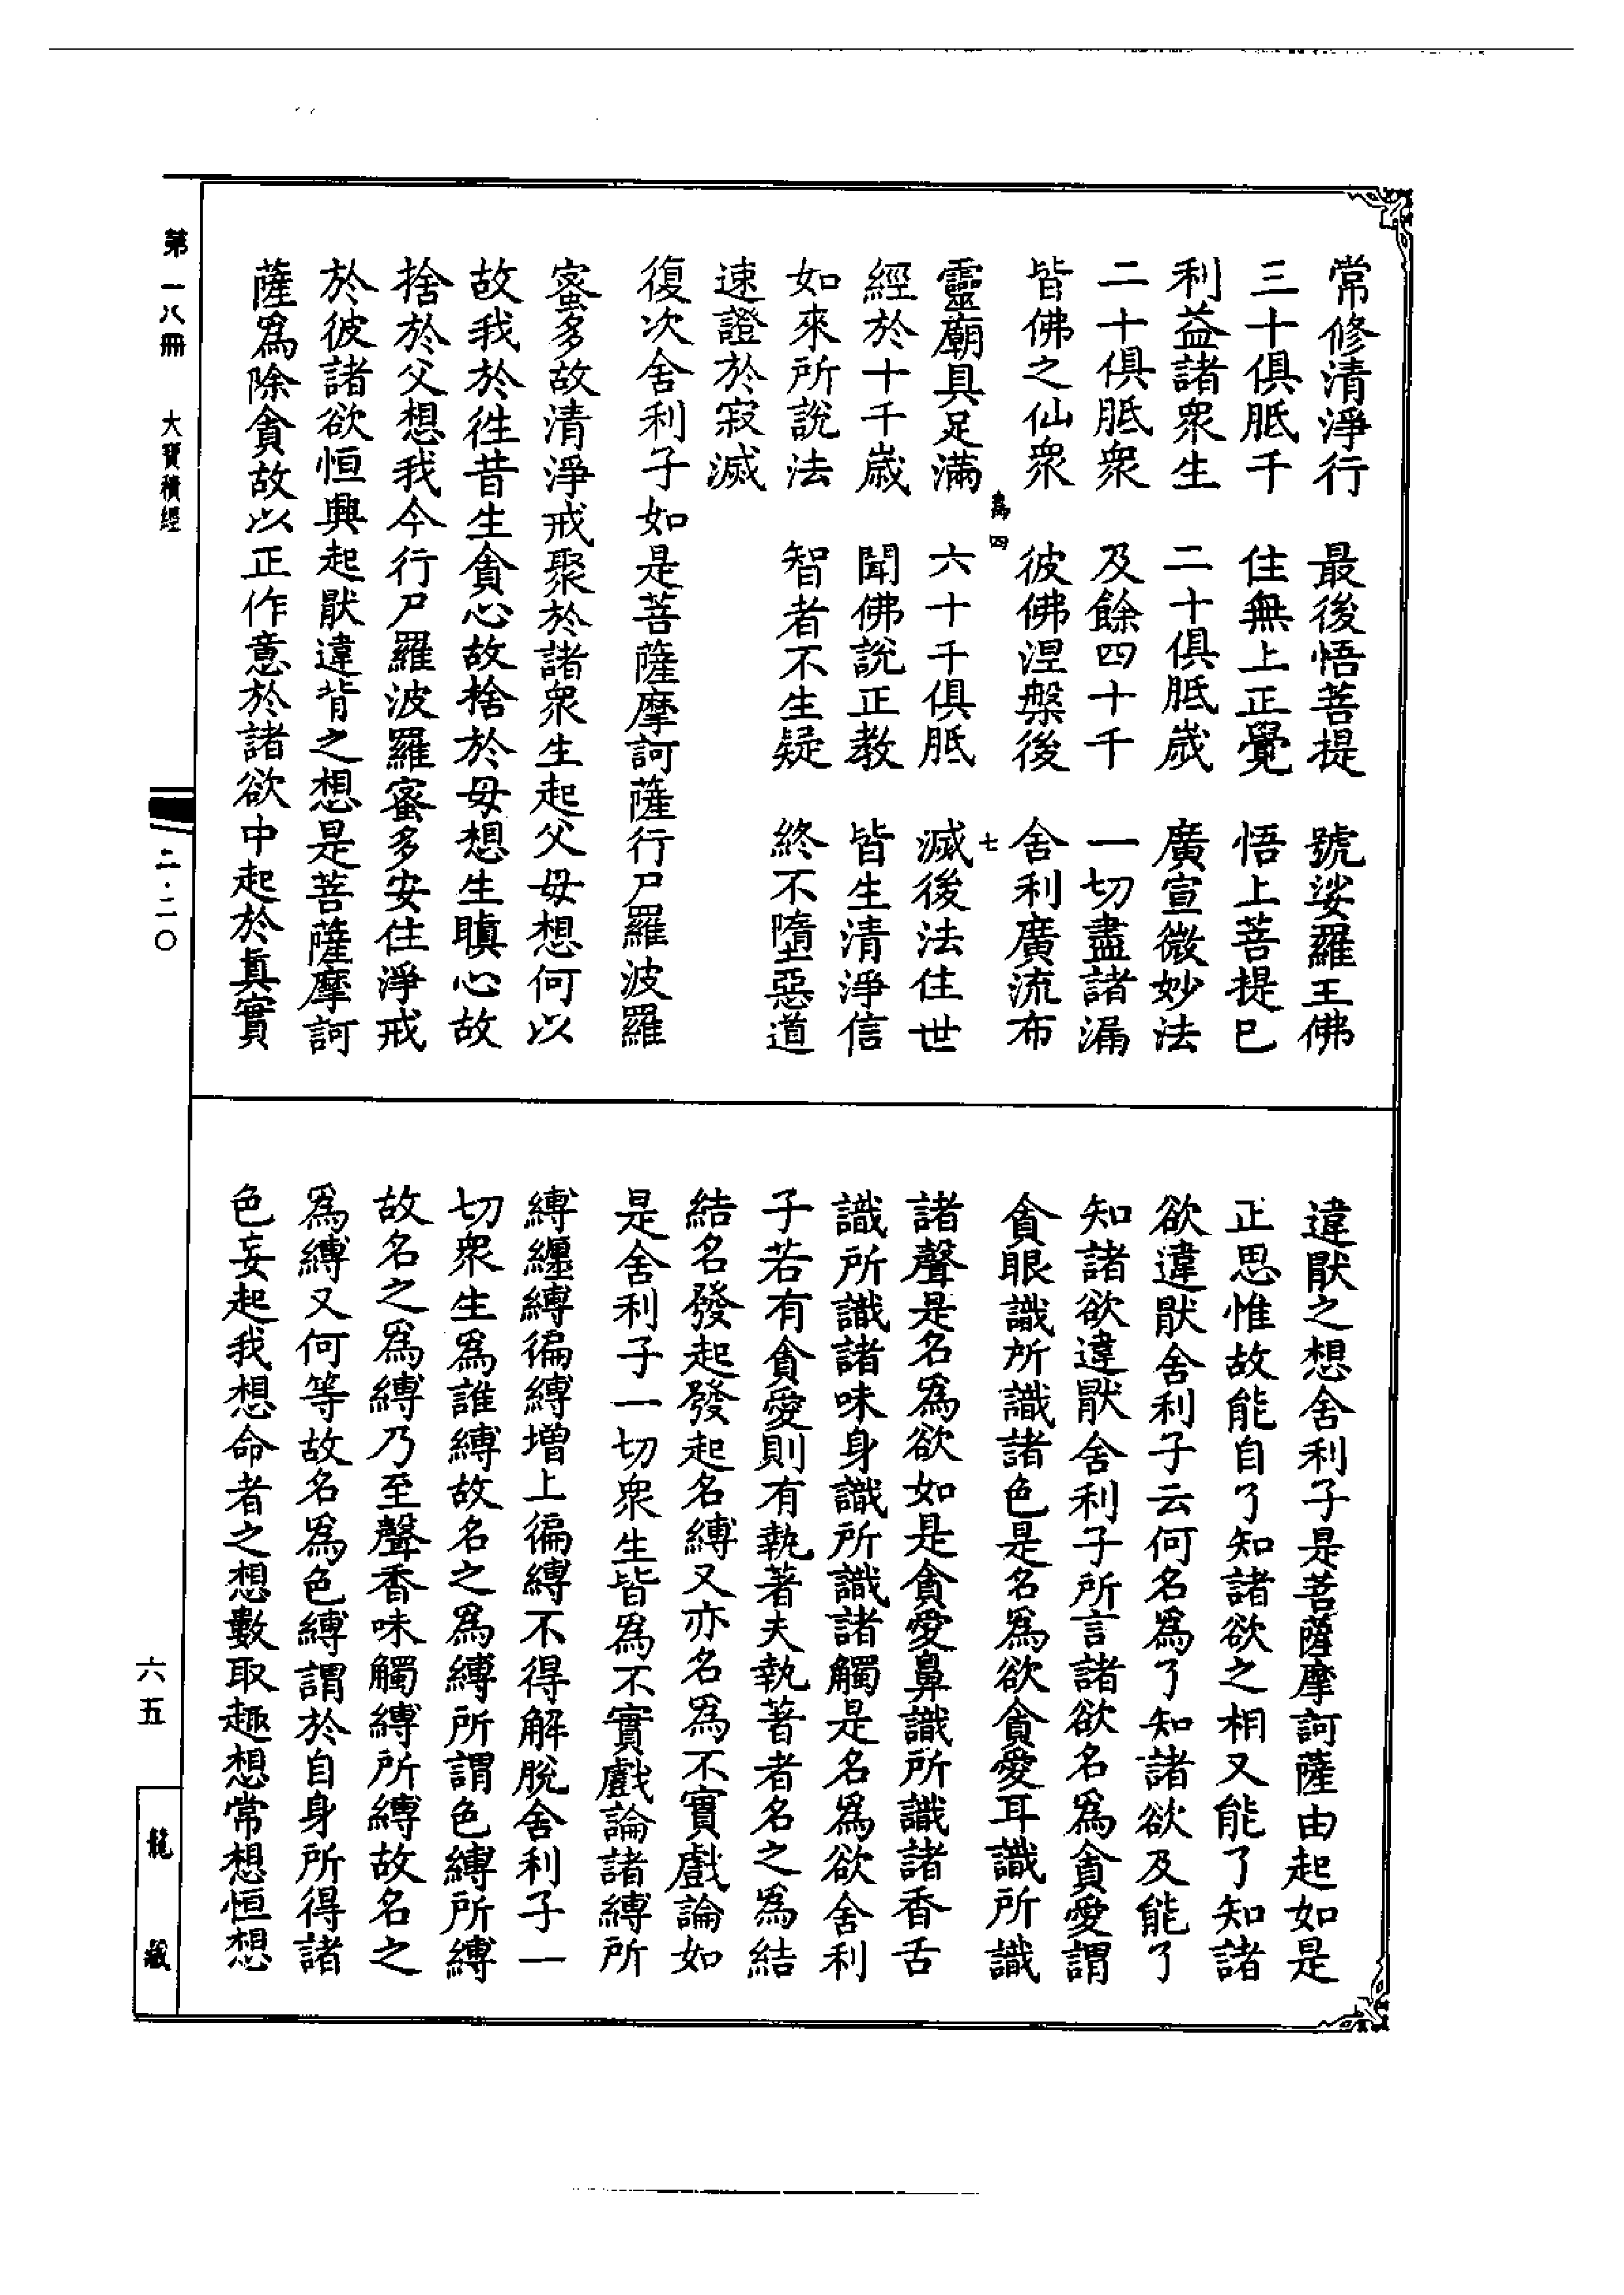 常修清淨行　最後悟菩提　號娑羅王佛
三十俱胝千　住無上正覺　悟上菩提已
利益諸衆生　二十俱胝歲　廣宣微妙法
二十俱胝衆　及餘四十千　一切盡諸漏
皆佛之仙衆　彼佛涅槃後　舍利廣流布
爲四　七
靈廟具足滿　六十千俱胝　滅後法住世
經於十千歲　聞佛說正教　皆生清淨信
如來所說法　智者不生疑　終不墮惡道
速證於寂滅
復次舍利子如是菩薩摩訶薩行尸羅波羅
蜜多故清淨戒聚於諸衆生起父母想何以
故我於徃昔生貪心故捨於母想生瞋心故
捨於父想我今行尸羅波羅蜜多安住淨戒
於彼諸欲恒興起猒違背之想是菩薩摩訶
薩爲除貪故以正作意於諸欲中起於眞實
違猒之想舍利子是菩薩摩訶薩由起如是
正思惟故能自了知諸欲之相又能了知諸
欲違猒舍利子云何名爲了知諸欲及能了
知諸欲違猒舍利子所言諸欲名爲貪愛謂
貪眼識所識諸色是名爲欲貪愛耳識所識
諸聲是名爲欲如是貪愛鼻識所識諸香舌
識所識諸味身識所識諸觸是名爲欲舍利
子若有貪愛則有執著夫執著者名之爲結
結名發起發起名縛又亦名爲不實戲論如
是舍利子一切衆生皆爲不實戲論諸縛所
縛纏縛徧縛增上徧縛不得解脫舍利子一
切衆生爲誰縛故名之爲縛所謂色縛所縛
故名之爲縛乃至聲香味觸縛所縛故名之
爲縛又何等故名爲色縛謂於自身所得諸
色妄起我想命者之想數取趣想常想恒想
第一八冊　大寶積經
二·二〇
六五
龍藏